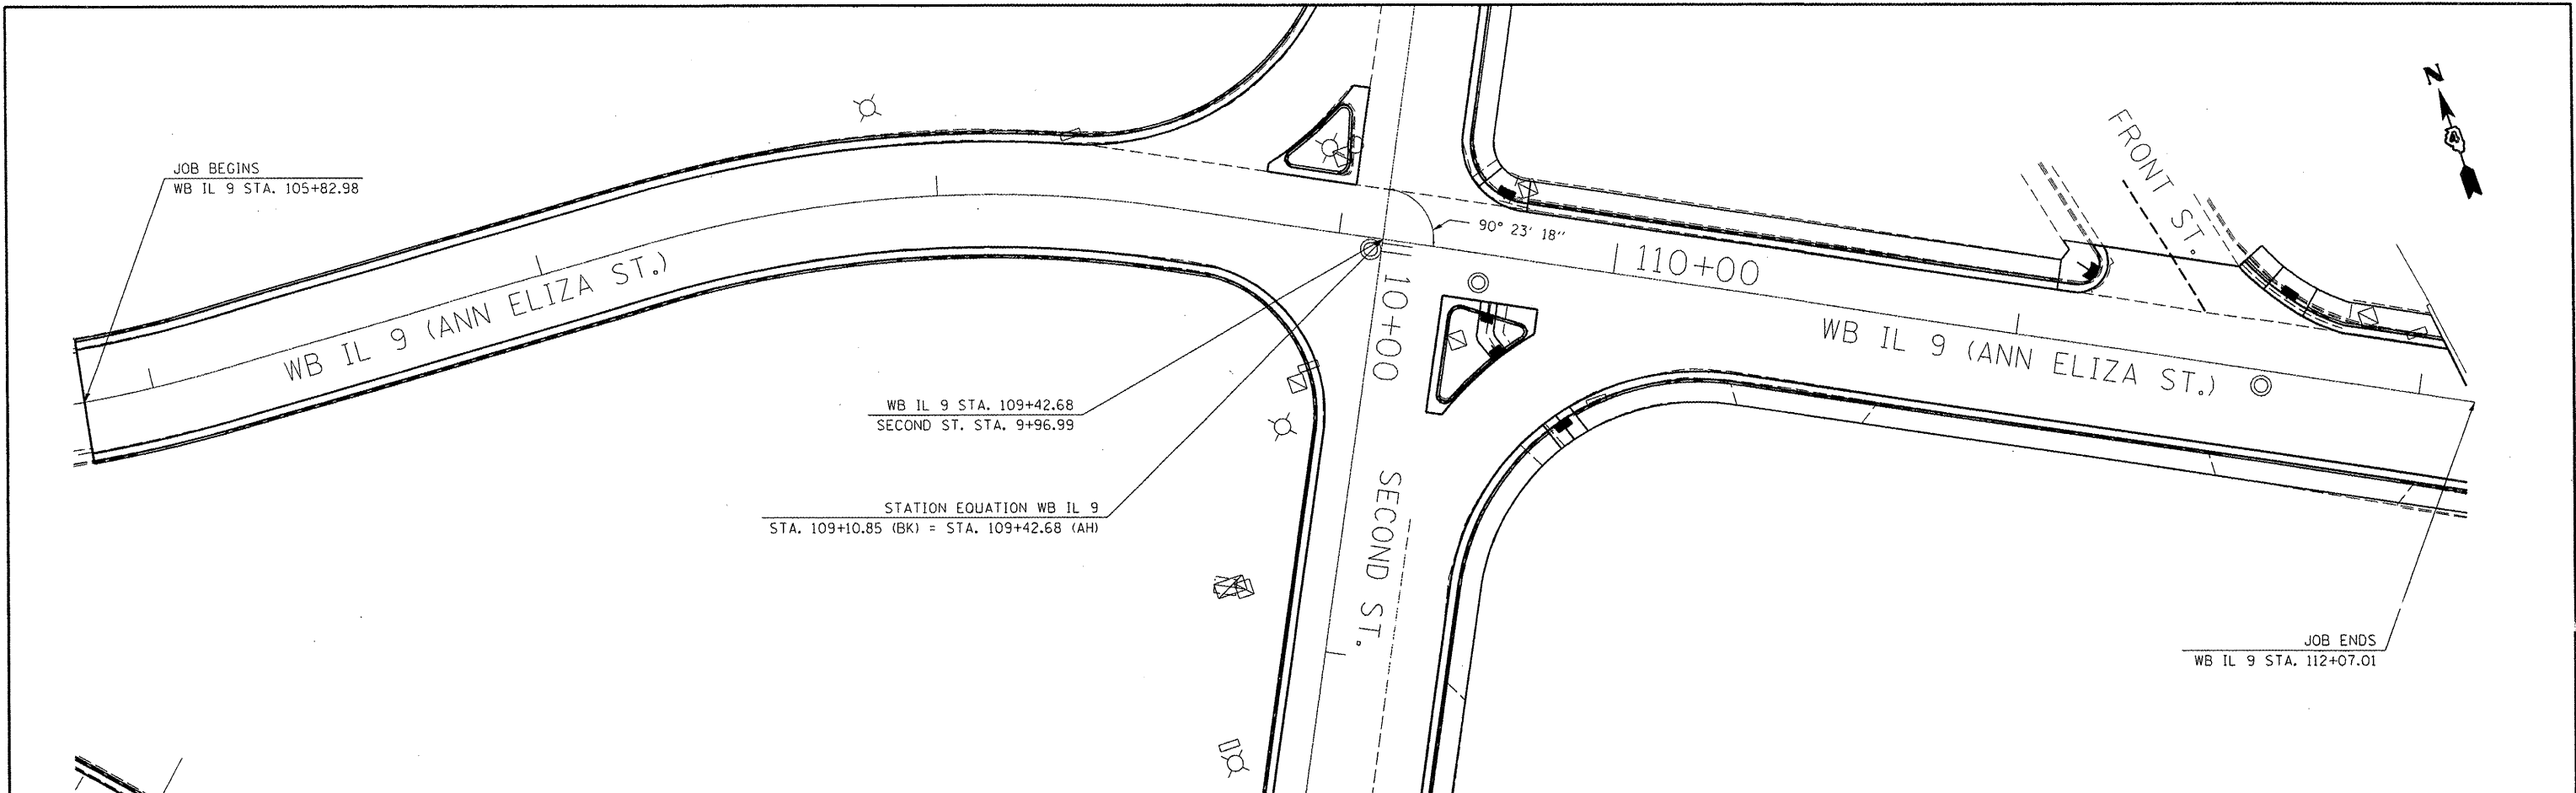 N
FRONT ST.
JOB BEGINS
WB IL 9 STA. 105+82.98
90° 23' 18"
110+00
10+00
WB IL 9 (ANN ELIZA ST.)
WB IL 9 (ANN ELIZA ST.)
WB IL 9 STA. 109+42.68
SECOND ST. STA. 9+96.99
STATION EQUATION WB IL 9
STA. 109+10.85 (BK) = STA. 109+42.68 (AH)
SECOND ST.
JOB ENDS
WB IL 9 STA. 112+07.01